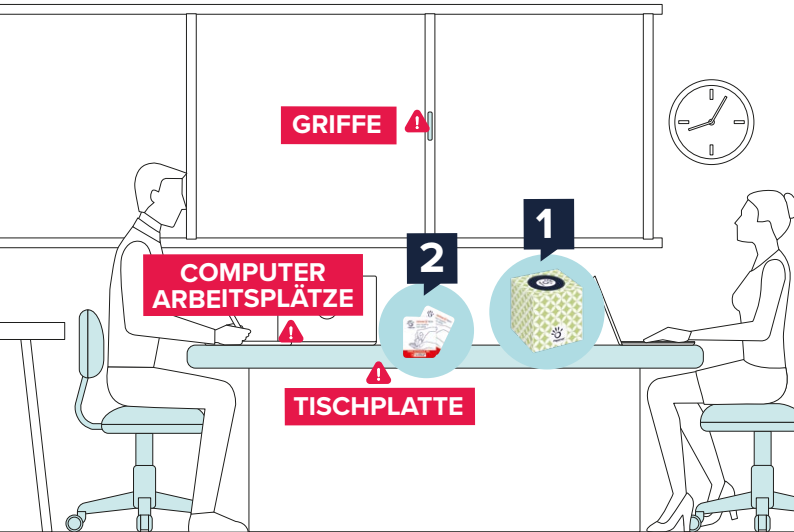 GRIFFE
1
2
COMPUTER
ARBEITSPLÄTZE
TISCHPLATTE